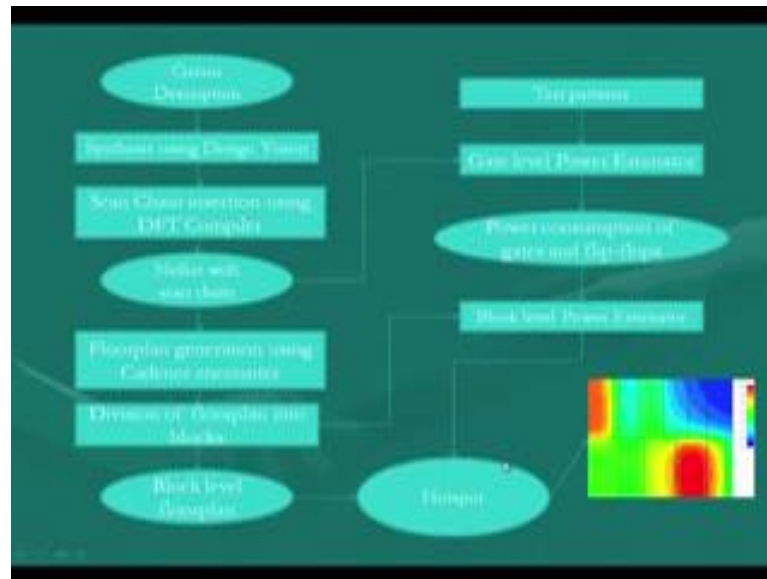 Circuit
Description
Synthesis using Design Vision
Scan Chain insertion using
DFT Compiler
Netlist with
scan chain
Floorplan generation using
Cadence encounter
Division of floorplan into
blocks
Block level
floorplan
Test patterns
Gate level Power Estimator
Power consumption of
gates and flip-flops
Block level Power Estimator
Hotspot